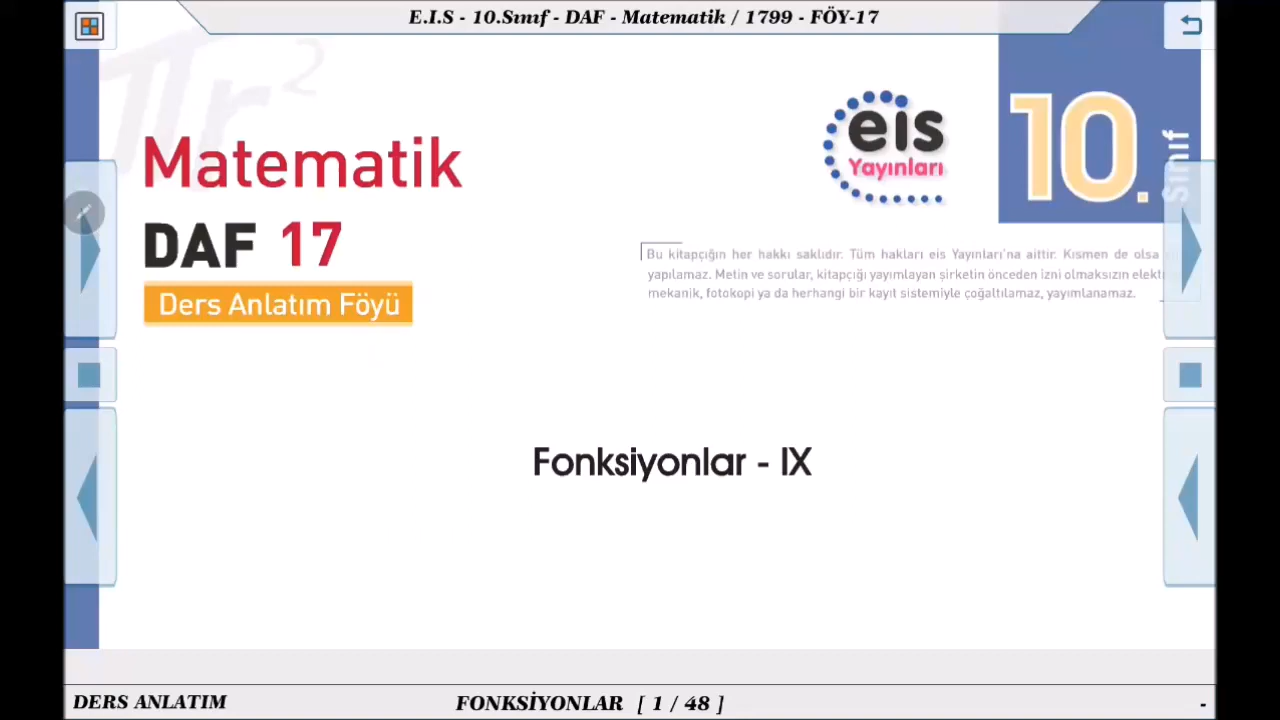 E.I.S - 10.Sınıf - DAF - Matematik / 1799 - FÖY-17
πr²
Matematik
DAF 17
Ders Anlatım Föyü
eis
Yayınları
10.
Sınıf
Bu kitapçığın her hakkı saklıdır. Tüm hakları eis Yayınları'na aittir. Kısmen de olsa
yapılamaz. Metin ve sorular, kitapçığı yayımlayan şirketin önceden izni olmaksızın elekt
mekanik, fotokopi ya da herhangi bir kayıt sistemiyle çoğaltılamaz, yayımlanamaz.
Fonksiyonlar - IX
DERS ANLATIM
FONKSİYONLAR [ 1 / 48 ]
-